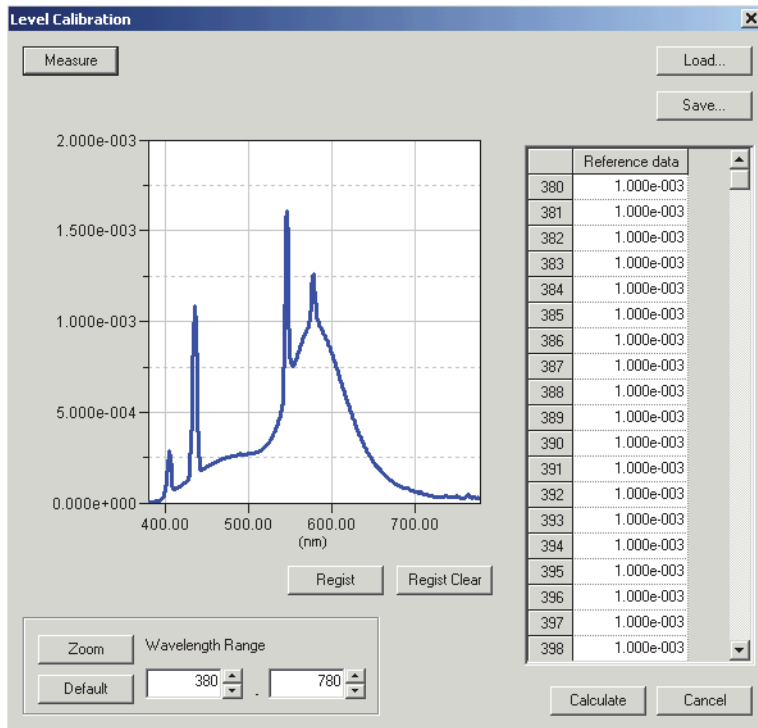 Level Calibration
Measure
Load...
Save...
2.000e-003
1.500e-003
1.000e-003
5.000e-004
0.000e+000
400.00 500.00 600.00 700.00
(nm)
Regist Regist Clear
Reference data
380 1.000e-003
381 1.000e-003
382 1.000e-003
383 1.000e-003
384 1.000e-003
385 1.000e-003
386 1.000e-003
387 1.000e-003
388 1.000e-003
389 1.000e-003
390 1.000e-003
391 1.000e-003
392 1.000e-003
393 1.000e-003
394 1.000e-003
395 1.000e-003
396 1.000e-003
397 1.000e-003
398 1.000e-003
Zoom Wavelength Range
Default 380 - 780
Calculate Cancel